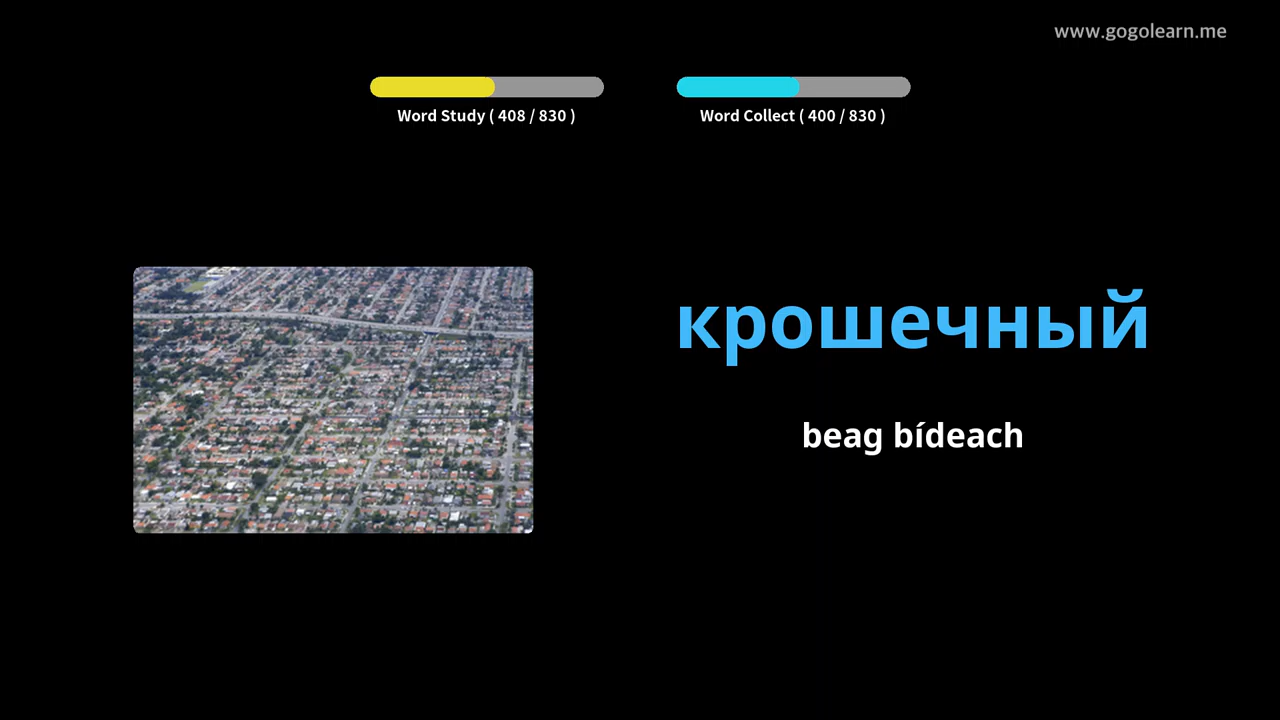 www.gogolearn.me
Word Study ( 408 / 830 )
Word Collect ( 400 / 830 )
крошечный
beag bídeach